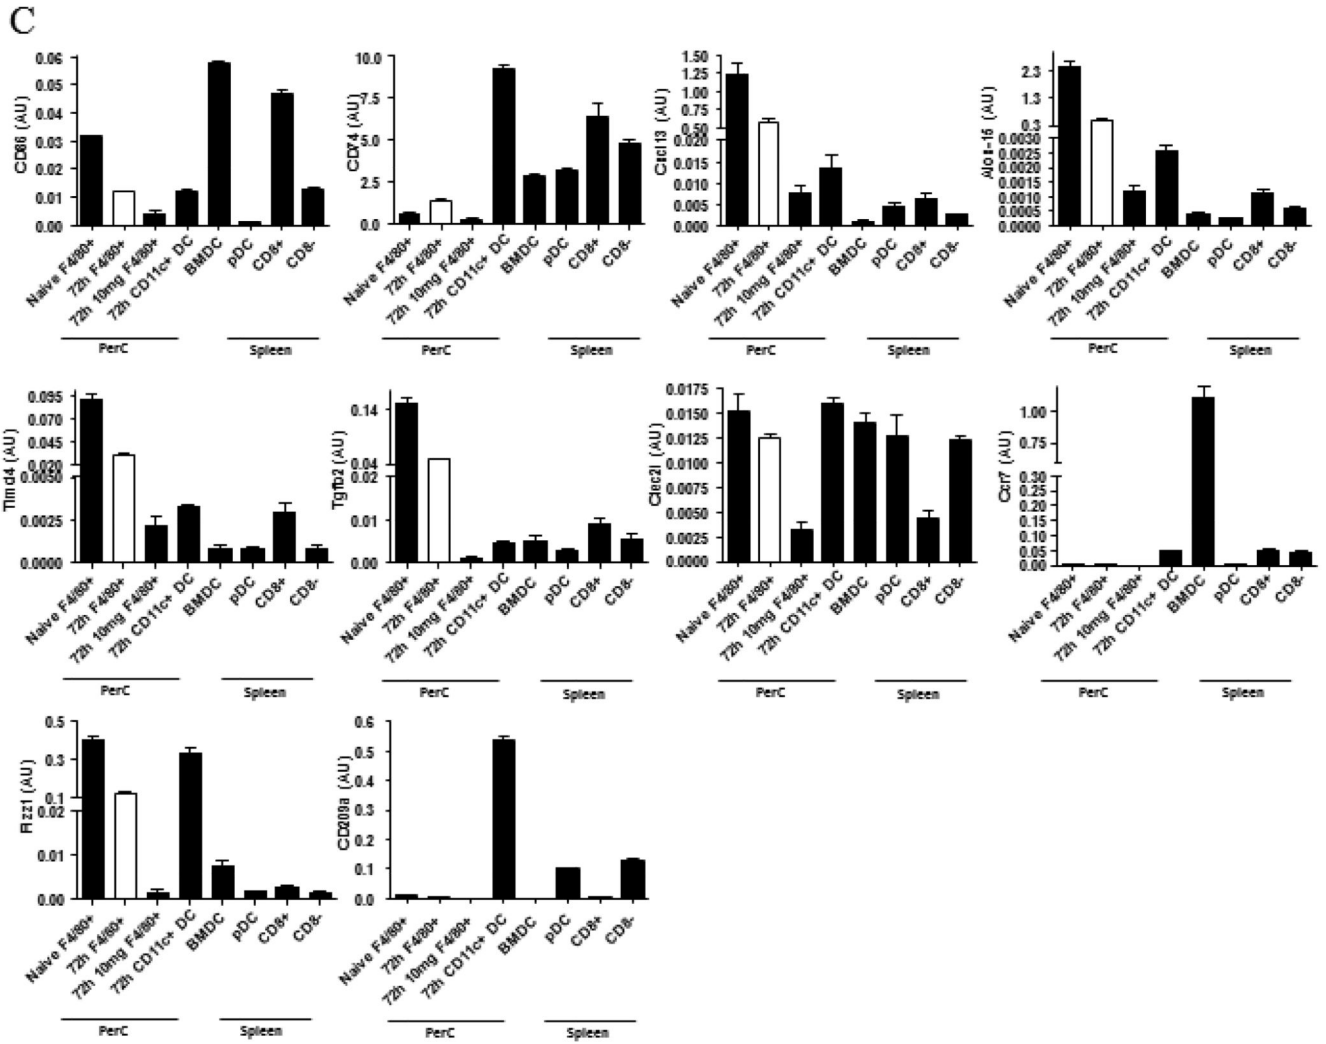 C
CD86 (AU)
0.06
0.05
0.04
0.03
0.02
0.01
0.00
Naive F4/80+
72h F4/80+
72h 10mg F4/80+
72h CD11c+ DC
BMDC
pDC
CD8+
CD8-
PerC
Spleen
CD74 (AU)
10.0
7.5
5.0
2.5
0.0
Naive F4/80+
72h F4/80+
72h 10mg F4/80+
72h CD11c+ DC
BMDC
pDC
CD8+
CD8-
PerC
Spleen
Cxcl13 (AU)
1.50
1.25
1.00
0.75
0.50
0.020
0.015
0.010
0.005
0.000
Naive F4/80+
72h F4/80+
72h 10mg F4/80+
72h CD11c+ DC
BMDC
pDC
CD8+
CD8-
PerC
Spleen
Alox-15 (AU)
2.3
1.3
0.3
0.0030
0.0025
0.0020
0.0015
0.0010
0.0005
0.0000
Naive F4/80+
72h F4/80+
72h 10mg F4/80+
72h CD11c+ DC
BMDC
pDC
CD8+
CD8-
PerC
Spleen
Timd4 (AU)
0.095
0.070
0.045
0.020
0.0050
0.0025
0.0000
Naive F4/80+
72h F4/80+
72h 10mg F4/80+
72h CD11c+ DC
BMDC
pDC
CD8+
CD8-
PerC
Spleen
Tgfb2 (AU)
0.14
0.04
0.02
0.01
0.00
Naive F4/80+
72h F4/80+
72h 10mg F4/80+
72h CD11c+ DC
BMDC
pDC
CD8+
CD8-
PerC
Spleen
Clec2i (AU)
0.0175
0.0150
0.0125
0.0100
0.0075
0.0050
0.0025
0.0000
Naive F4/80+
72h F4/80+
72h 10mg F4/80+
72h CD11c+ DC
BMDC
pDC
CD8+
CD8-
PerC
Spleen
Ccr7 (AU)
1.00
0.75
0.30
0.25
0.20
0.15
0.10
0.05
0.00
Naive F4/80+
72h F4/80+
72h 10mg F4/80+
72h CD11c+ DC
BMDC
pDC
CD8+
CD8-
PerC
Spleen
Fizz1 (AU)
0.5
0.3
0.1
0.02
0.01
0.00
Naive F4/80+
72h F4/80+
72h 10mg F4/80+
72h CD11c+ DC
BMDC
pDC
CD8+
CD8-
PerC
Spleen
CD209a (AU)
0.6
0.5
0.4
0.3
0.2
0.1
0.0
Naive F4/80+
72h F4/80+
72h 10mg F4/80+
72h CD11c+ DC
BMDC
pDC
CD8+
CD8-
PerC
Spleen